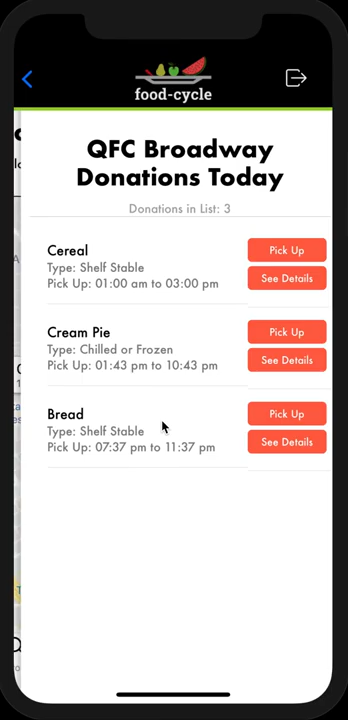 food-cycle
QFC Broadway
Donations Today
Donations in List: 3
Cereal
Type: Shelf Stable
Pick Up: 01:00 am to 03:00 pm
Pick Up
See Details
Cream Pie
Type: Chilled or Frozen
Pick Up: 01:43 pm to 10:43 pm
Pick Up
See Details
Bread
Type: Shelf Stable
Pick Up: 07:37 pm to 11:37 pm
Pick Up
See Details